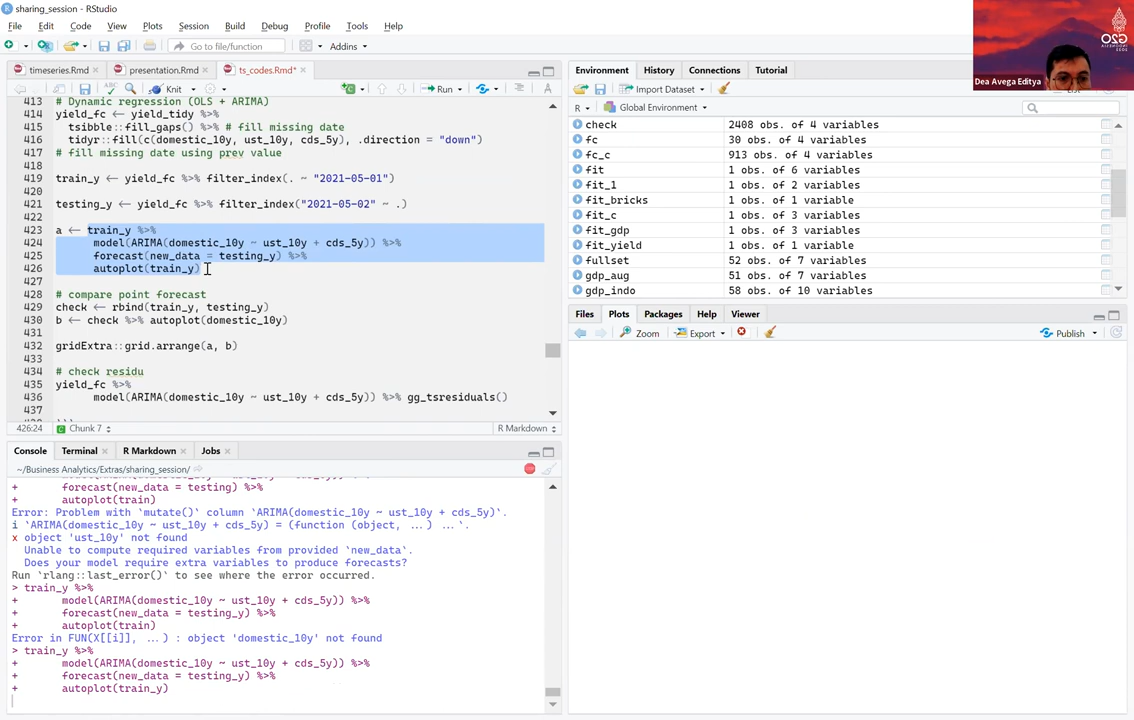 sharing_session - RStudio
File Edit Code View Plots Session Build Debug Profile Tools Help
Go to file/function Addins
timeseries.Rmd presentation.Rmd ts_codes.Rmd*
Knit Run
413 # Dynamic regression (OLS + ARIMA)
414 yield_fc <- yield_tidy %>%
415 tsibble::fill_gaps() %>% # fill missing date
416 tidyr::fill(c(domestic_10y, ust_10y, cds_5y), .direction = "down")
417 # fill missing date using prev value
418
419 train_y <- yield_fc %>% filter_index(. ~ "2021-05-01")
420
421 testing_y <- yield_fc %>% filter_index("2021-05-02" ~ .)
422
423 a <- train_y %>%
424 model(ARIMA(domestic_10y ~ ust_10y + cds_5y)) %>%
425 forecast(new_data = testing_y) %>%
426 autoplot(train_y)
427
428 # compare point forecast
429 check <- rbind(train_y, testing_y)
430 b <- check %>% autoplot(domestic_10y)
431
432 gridExtra::grid.arrange(a, b)
433
434 # check residu
435 yield_fc %>%
436 model(ARIMA(domestic_10y ~ ust_10y + cds_5y)) %>% gg_tsresiduals()
437
426:24 Chunk 7 R Markdown
Console Terminal R Markdown Jobs
~/Business Analytics/Extras/sharing_session/
+ forecast(new_data = testing) %>%
+ autoplot(train)
Error: Problem with `mutate()` column `ARIMA(domestic_10y ~ ust_10y + cds_5y)`.
i `ARIMA(domestic_10y ~ ust_10y + cds_5y) = (function (object, ...) ...`.
x object 'ust_10y' not found
Unable to compute required variables from provided `new_data`.
Does your model require extra variables to produce forecasts?
Run `rlang::last_error()` to see where the error occurred.
> train_y %>%
+ model(ARIMA(domestic_10y ~ ust_10y + cds_5y)) %>%
+ forecast(new_data = testing_y) %>%
+ autoplot(train)
Error in FUN(X[[i]], ...) : object 'domestic_10y' not found
> train_y %>%
+ model(ARIMA(domestic_10y ~ ust_10y + cds_5y)) %>%
+ forecast(new_data = testing_y) %>%
+ autoplot(train_y)
Environment History Connections Tutorial
Import Dataset
R Global Environment
check 2408 obs. of 4 variables
fc 30 obs. of 4 variables
fc_c 913 obs. of 4 variables
fit 1 obs. of 6 variables
fit_1 1 obs. of 2 variables
fit_bricks 1 obs. of 1 variable
fit_c 1 obs. of 3 variables
fit_gdp 1 obs. of 3 variables
fit_yield 1 obs. of 1 variable
fullset 52 obs. of 7 variables
gdp_aug 51 obs. of 7 variables
gdp_indo 58 obs. of 10 variables
Files Plots Packages Help Viewer
Zoom Export Publish
Dea Avega Editya
G20